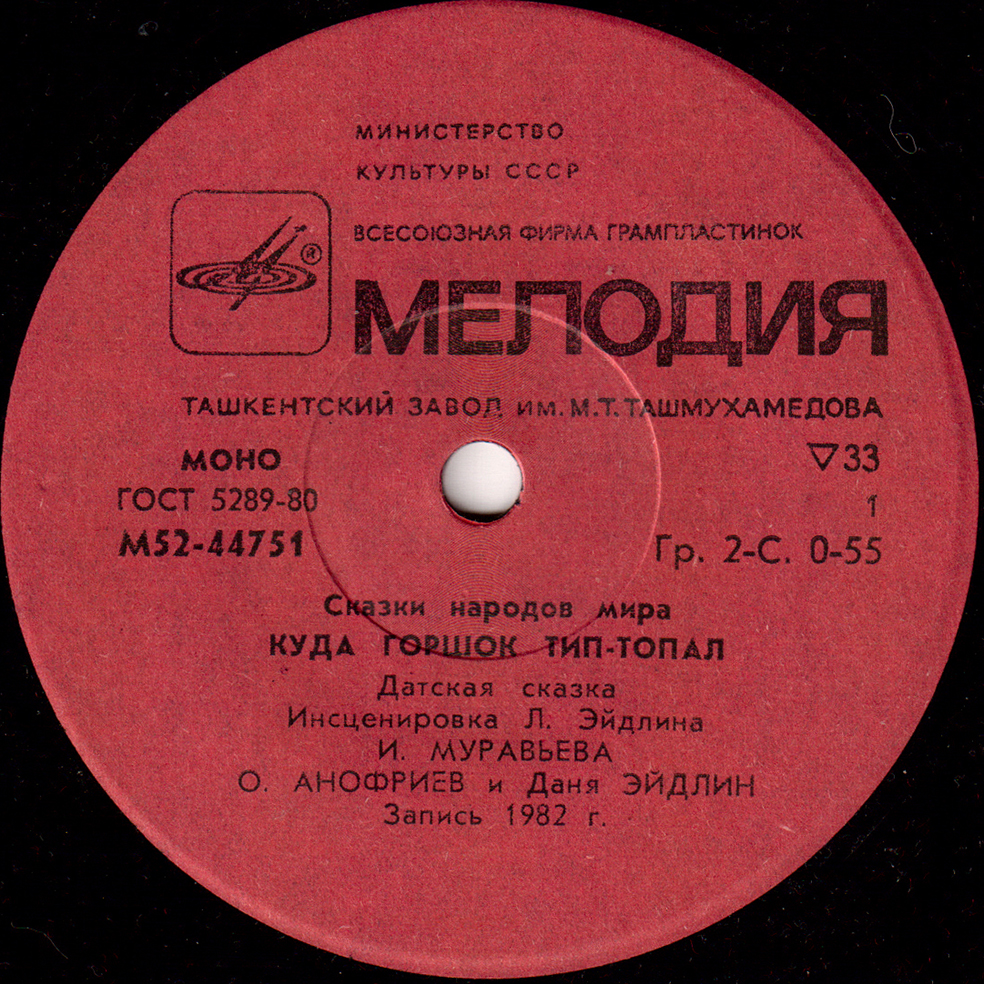 МИНИСТЕРСТВО
КУЛЬТУРЫ СССР
ВСЕСОЮЗНАЯ ФИРМА ГРАМПЛАСТИНОК
®
МЕЛОДИЯ
ТАШКЕНТСКИЙ ЗАВОД ИМ. М.Т. ТАШМУХАМЕДОВА
МОНО
▽33
ГОСТ 5289-80
1
М52-44751
Гр. 2-С. 0-55
Сказки народов мира
КУДА ГОРШОК ТИП-ТОПАЛ
Датская сказка
Инсценировка Л. Эйдлина
И. МУРАВЬЕВА
О. АНОФРИЕВ и Даня ЭЙДЛИН
Запись 1982 г.